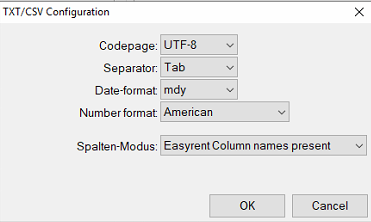 TXT/CSV Configuration
Codepage: UTF-8
Separator: Tab
Date-format: mdy
Number format: American
Spalten-Modus: Easyrent Column names present
OK Cancel